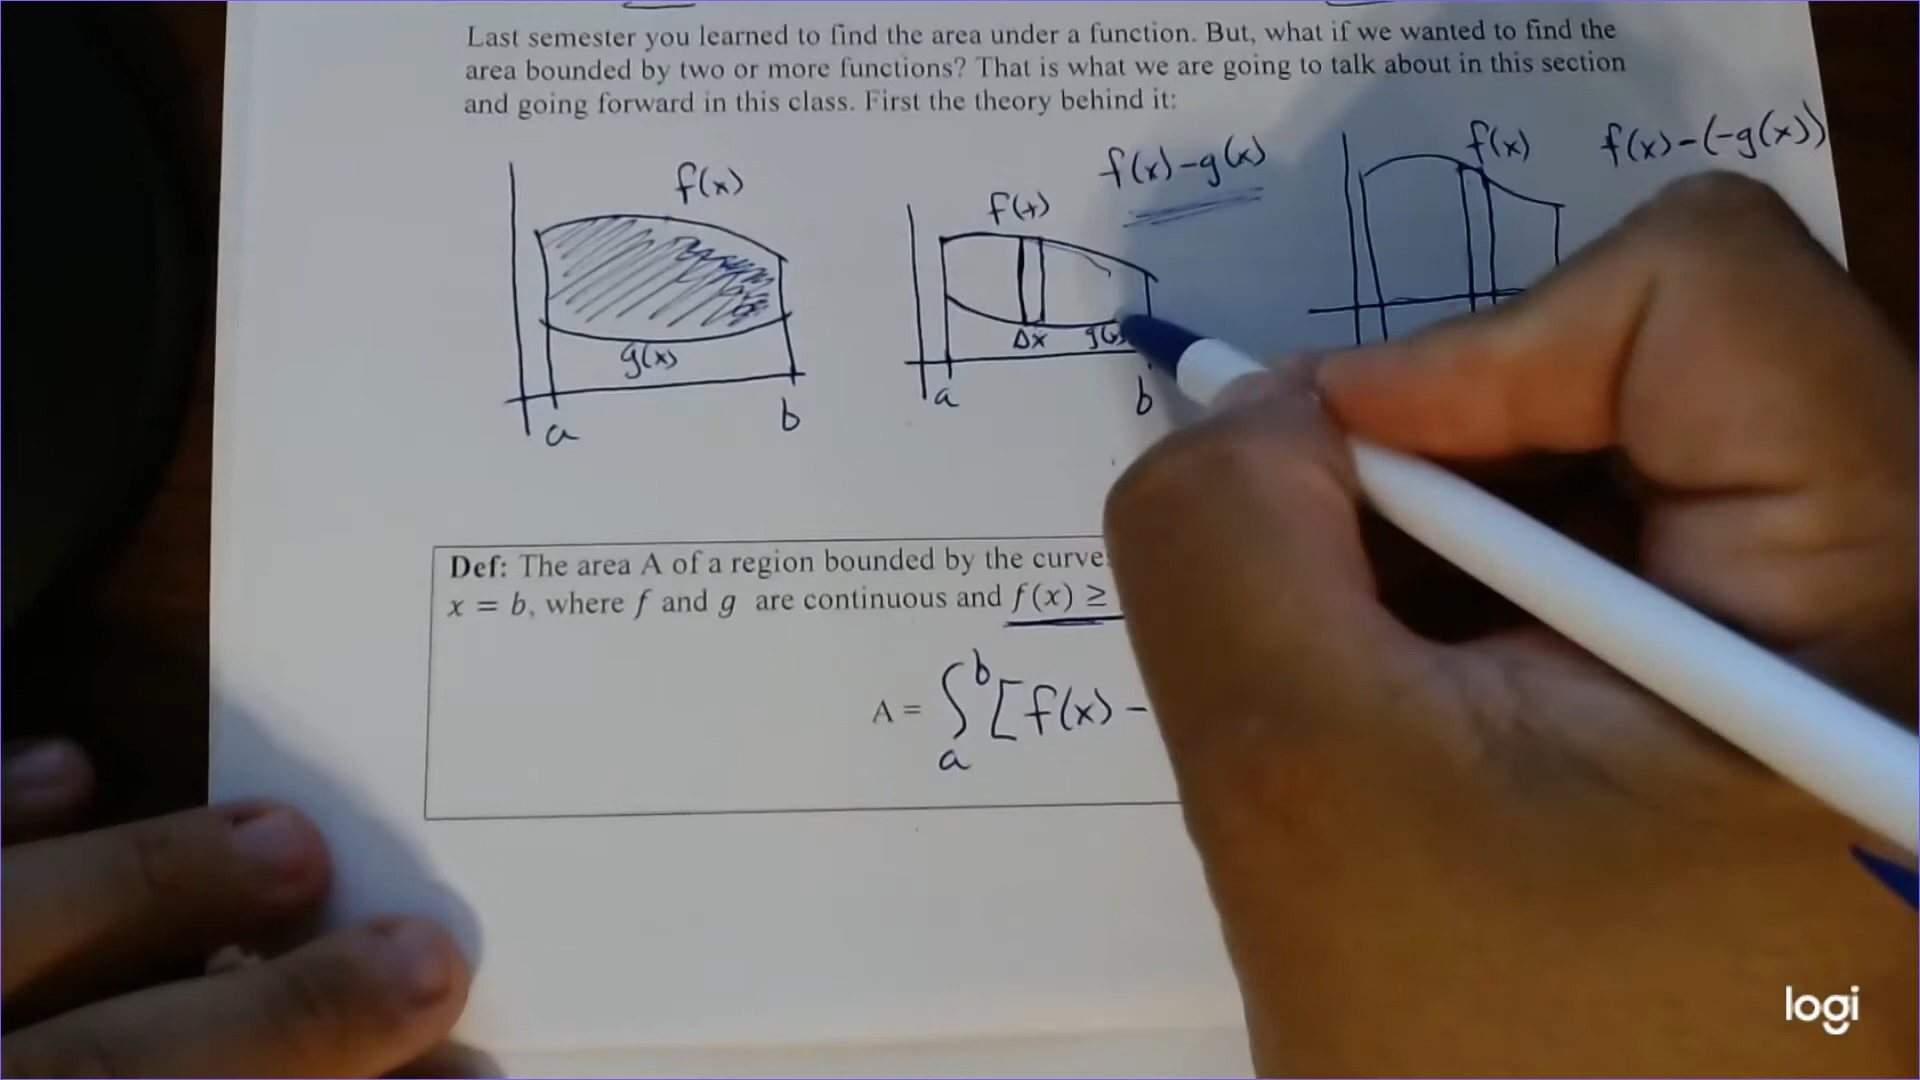 Last semester you learned to find the area under a function. But, what if we wanted to find the
area bounded by two or more functions? That is what we are going to talk about in this section
and going forward in this class. First the theory behind it:
f(x)
g(x)
a
b
f(x)
f(x)-g(x)
Δx
a
b
f(x)
f(x)-(-g(x))
Def: The area A of a region bounded by the curve
x = b, where f and g are continuous and f(x) ≥
A = ∫ₐᵇ [f(x) -
logi